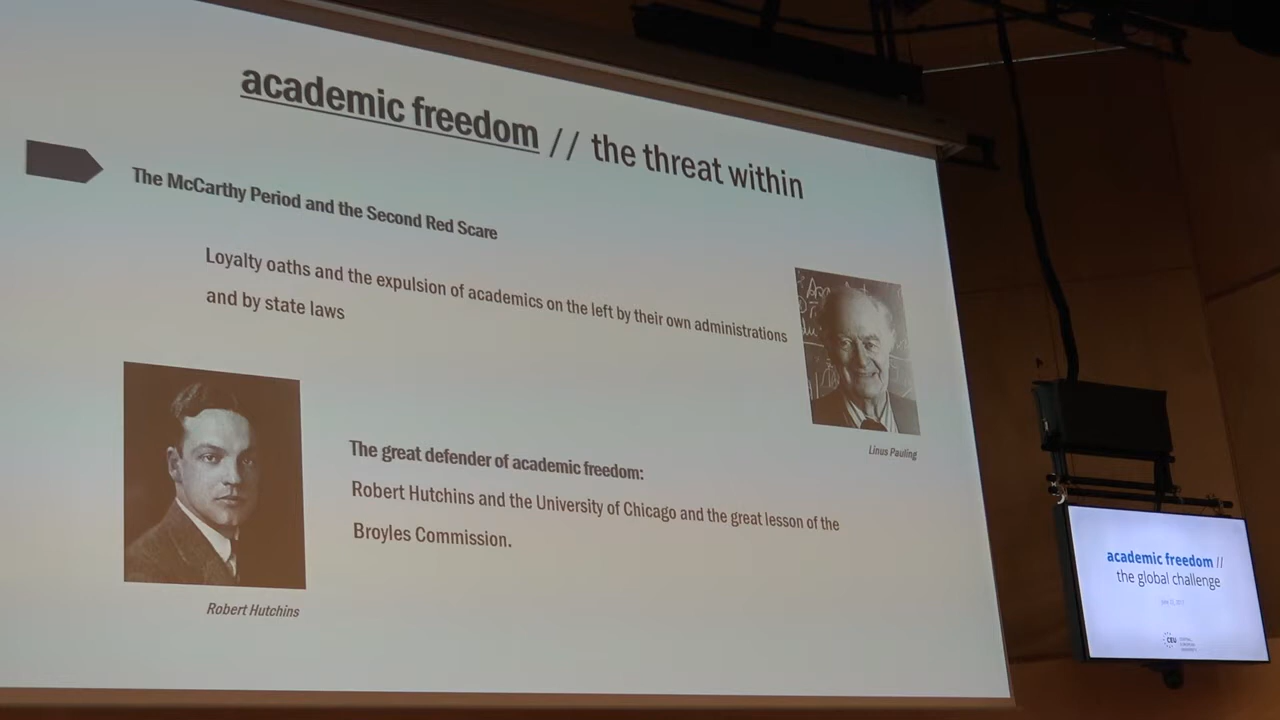 academic freedom // the threat within
The McCarthy Period and the Second Red Scare
Loyalty oaths and the expulsion of academics on the left by their own administrations
and by state laws
Linus Pauling
The great defender of academic freedom:
Robert Hutchins and the University of Chicago and the great lesson of the
Broyles Commission.
Robert Hutchins
academic freedom //
the global challenge
CEU